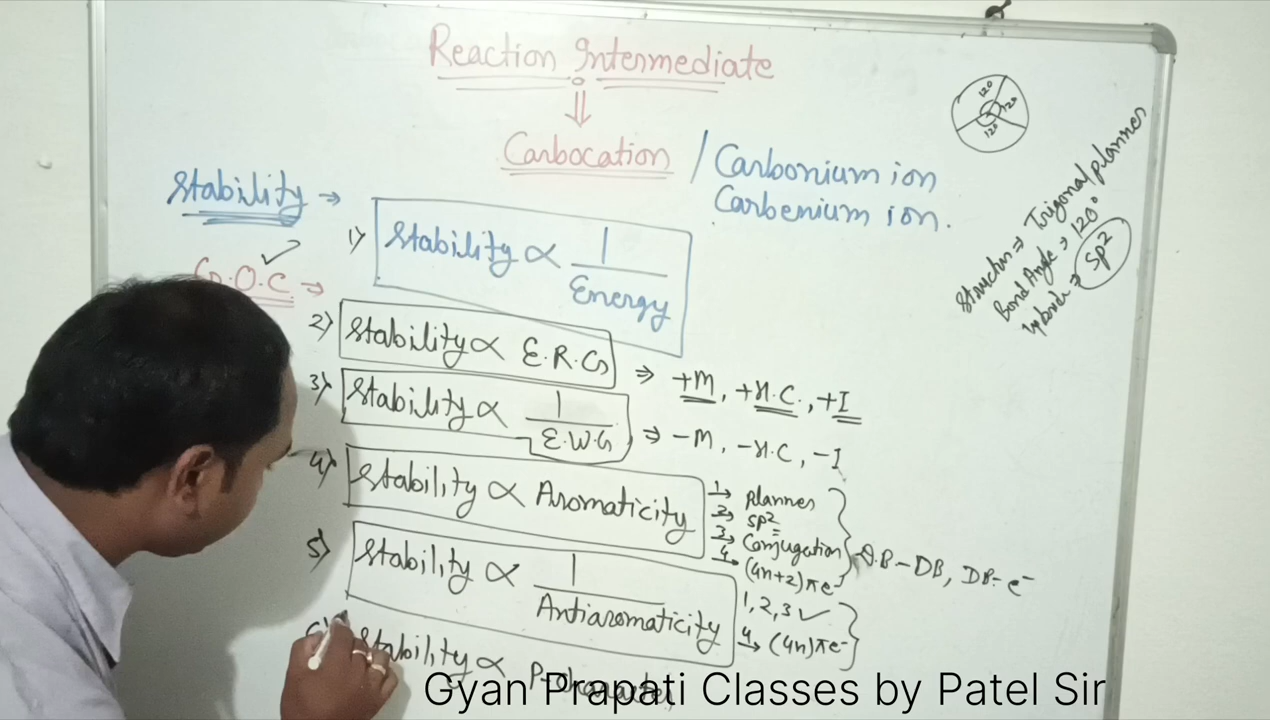 Reaction Intermediate
⇓
Carbocation / Carbonium ion
Carbenium ion.
120 120 120
Structure ⇒ Trigonal planner
Bond Angle → 120°
sp²
Stability →
1) Stability ∝ 1/Energy
G.O.C →
2) Stability ∝ E.R.G ⇒ +M, +H.C., +I
3) Stability ∝ 1/E.W.G ⇒ -M, -H.C, -I
4) Stability ∝ Aromaticity
1→ planner
2→ sp²
3→ Conjugation
4→ (4n+2)πe⁻
DB, DB- e⁻
5) Stability ∝ 1/Antiaromaticity
1, 2, 3 ✓
4→ (4n)πe⁻
Stability ∝ P-character
Gyan Prapati Classes by Patel Sir